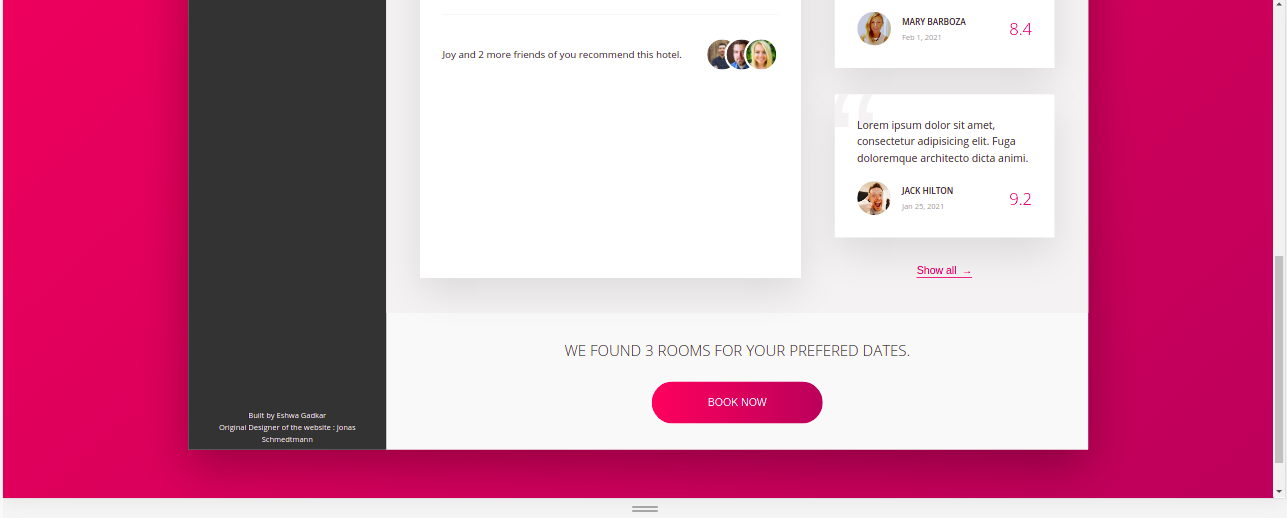 Joy and 2 more friends of you recommend this hotel.
MARY BARBOZA
Feb 1, 2021
8.4
“
Lorem ipsum dolor sit amet,
consectetur adipisicing elit. Fuga
doloremque architecto dicta animi.
JACK HILTON
Jan 25, 2021
9.2
Show all →
WE FOUND 3 ROOMS FOR YOUR PREFERED DATES.
BOOK NOW
Built by Eshwa Gadkar
Original Designer of the website : Jonas
Schmedtmann